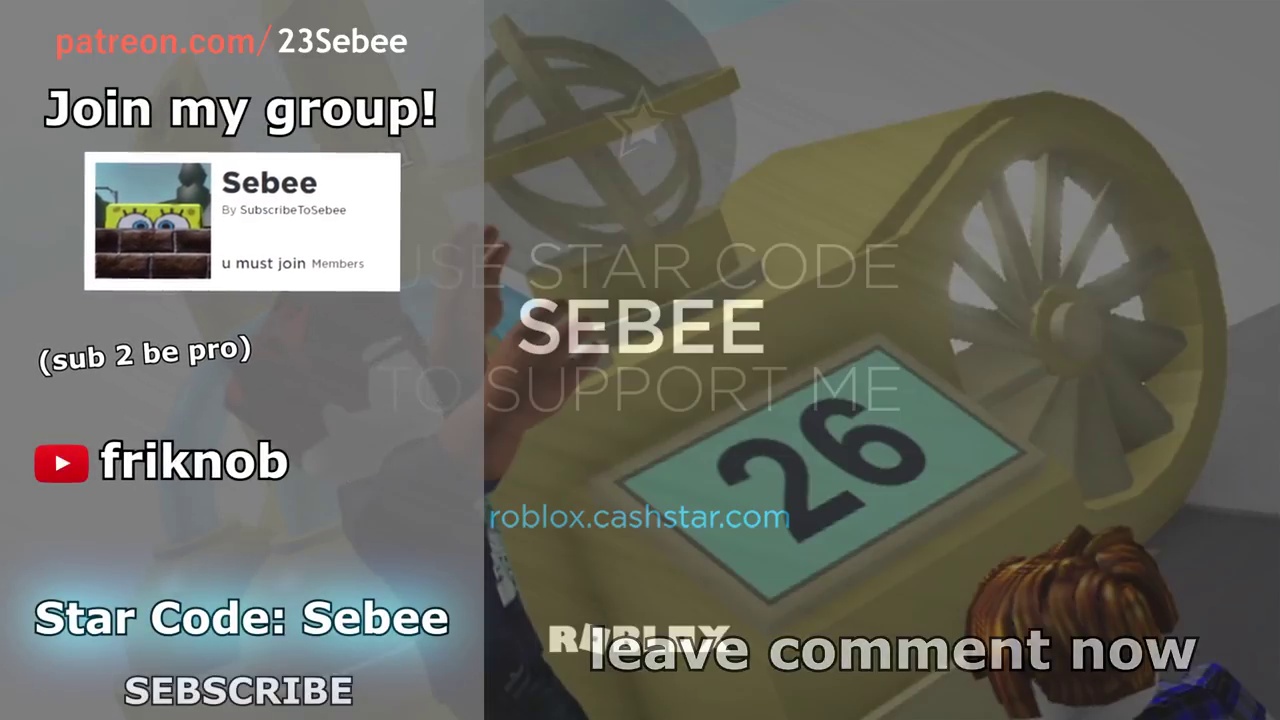 patreon.com/23Sebee
Join my group!
Sebee
By SubscribeToSebee
u must join Members
(sub 2 be pro)
friknob
Star Code: Sebee
SEBSCRIBE
USE STAR CODE
SEBEE
TO SUPPORT ME
26
roblox.cashstar.com
ROBLOX
leave comment now